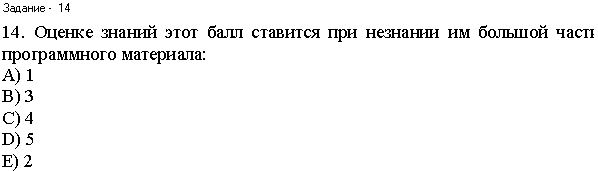 Задание - 14
14. Оценке знаний этот балл ставится при незнании им большой части
программного материала:
A) 1
B) 3
C) 4
D) 5
E) 2